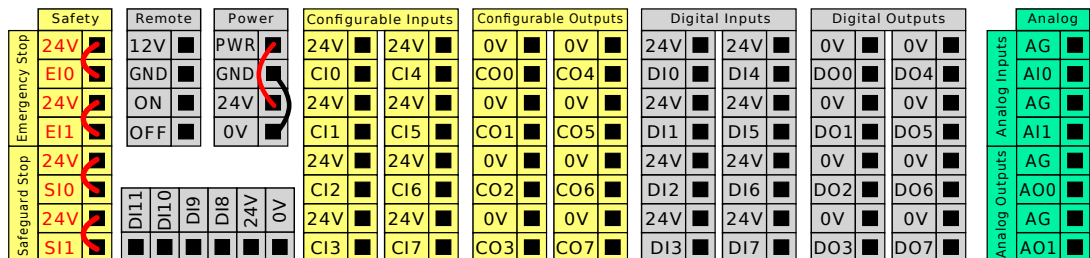 Safety Remote Power Configurable Inputs Configurable Outputs Digital Inputs Digital Outputs Analog
Emergency Stop 24V 12V PWR 24V 24V 0V 0V 24V 24V 0V 0V Analog Inputs AG
EI0 GND GND CI0 CI4 CO0 CO4 DI0 DI4 DO0 DO4 AI0
24V ON 24V 24V 24V 0V 0V 24V 24V 0V 0V AG
EI1 OFF 0V CI1 CI5 CO1 CO5 DI1 DI5 DO1 DO5 AI1
Safeguard Stop 24V 24V 24V 0V 0V 24V 24V 0V 0V Analog Outputs AG
SI0 DI11 DI10 DI9 DI8 24V 0V CI2 CI6 CO2 CO6 DI2 DI6 DO2 DO6 AO0
24V 24V 24V 0V 0V 24V 24V 0V 0V AG
SI1 CI3 CI7 CO3 CO7 DI3 DI7 DO3 DO7 AO1